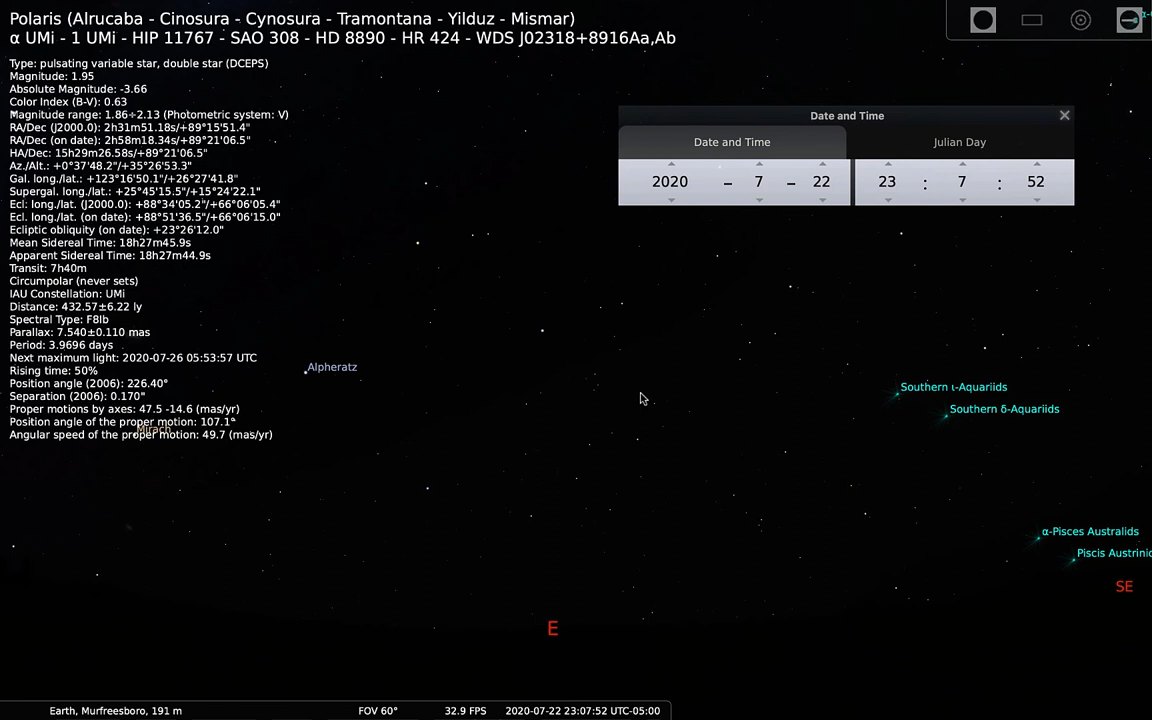 Polaris (Alrucaba - Cinosura - Cynosura - Tramontana - Yilduz - Mismar)
α UMi - 1 UMi - HIP 11767 - SAO 308 - HD 8890 - HR 424 - WDS J02318+8916Aa,Ab
Type: pulsating variable star, double star (DCEPS)
Magnitude: 1.95
Absolute Magnitude: -3.66
Color Index (B-V): 0.63
Magnitude range: 1.86÷2.13 (Photometric system: V)
RA/Dec (J2000.0): 2h31m51.18s/+89°15'51.4"
RA/Dec (on date): 2h58m18.34s/+89°21'06.5"
HA/Dec: 15h29m26.58s/+89°21'06.5"
Az./Alt.: +0°37'48.2"/+35°26'53.3"
Gal. long./lat.: +123°16'50.1"/+26°27'41.8"
Supergal. long./lat.: +25°45'15.5"/+15°24'22.1"
Ecl. long./lat. (J2000.0): +88°34'05.2"/+66°06'05.4"
Ecl. long./lat. (on date): +88°51'36.5"/+66°06'15.0"
Ecliptic obliquity (on date): +23°26'12.0"
Mean Sidereal Time: 18h27m45.9s
Apparent Sidereal Time: 18h27m44.9s
Transit: 7h40m
Circumpolar (never sets)
IAU Constellation: UMi
Distance: 432.57±6.22 ly
Spectral Type: F8Ib
Parallax: 7.540±0.110 mas
Period: 3.9696 days
Next maximum light: 2020-07-26 05:53:57 UTC
Rising time: 50%
Position angle (2006): 226.40°
Separation (2006): 0.170"
Proper motions by axes: 47.5 -14.6 (mas/yr)
Position angle of the proper motion: 107.1°
Angular speed of the proper motion: 49.7 (mas/yr)
Mirach
Date and Time
Date and Time Julian Day
2020 – 7 – 22 23 : 7 : 52
Alpheratz
Southern ι-Aquariids
Southern δ-Aquariids
α-Pisces Australids
Piscis Austrini
SE
E
Earth, Murfreesboro, 191 m FOV 60° 32.9 FPS 2020-07-22 23:07:52 UTC-05:00